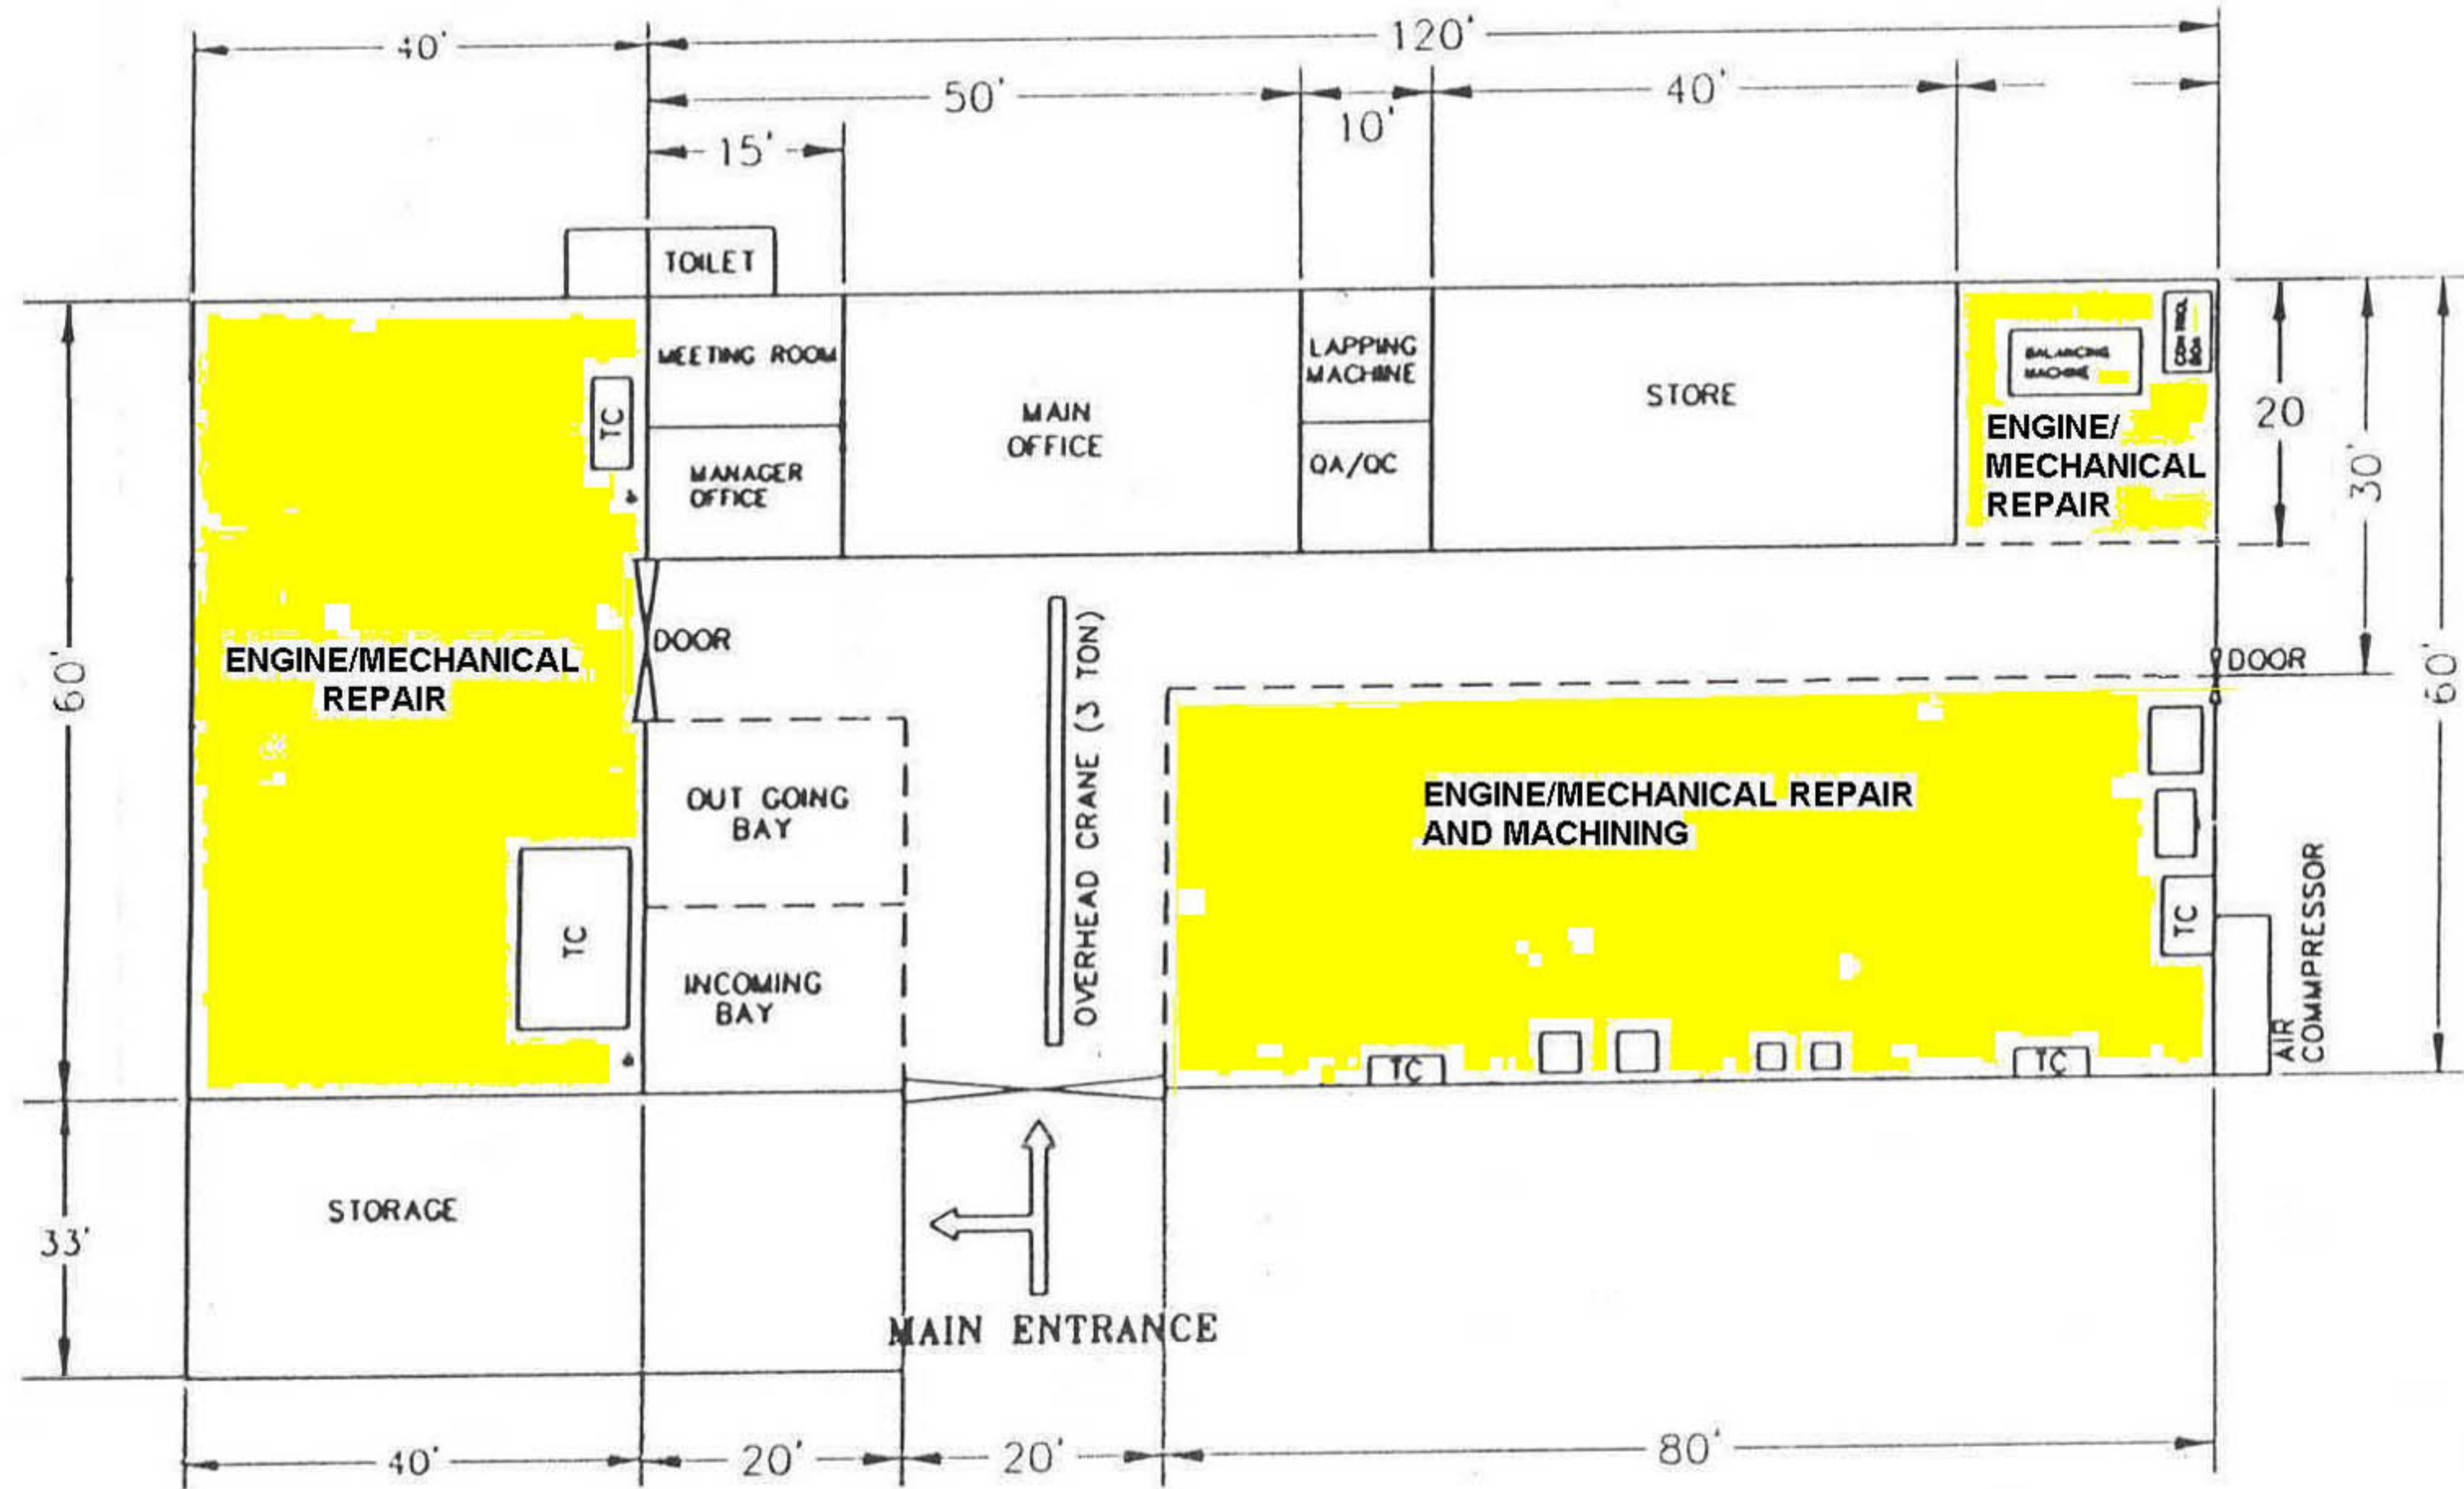 40'
120'
50'
10'
40'
15'
TOILET
MEETING ROOM
MANAGER
OFFICE
MAIN
OFFICE
LAPPING
MACHINE
QA/QC
STORE
BALANCING
MACHINE
ENGINE/
MECHANICAL
REPAIR
20
30'
60'
TC
60'
ENGINE/MECHANICAL
REPAIR
DOOR
DOOR
OVERHEAD CRANE (3 TON)
OUT GOING
BAY
ENGINE/MECHANICAL REPAIR
AND MACHINING
TC
TC
INCOMING
BAY
AIR
COMMPRESSOR
TC
TC
33'
STORAGE
MAIN ENTRANCE
40'
20'
20'
80'